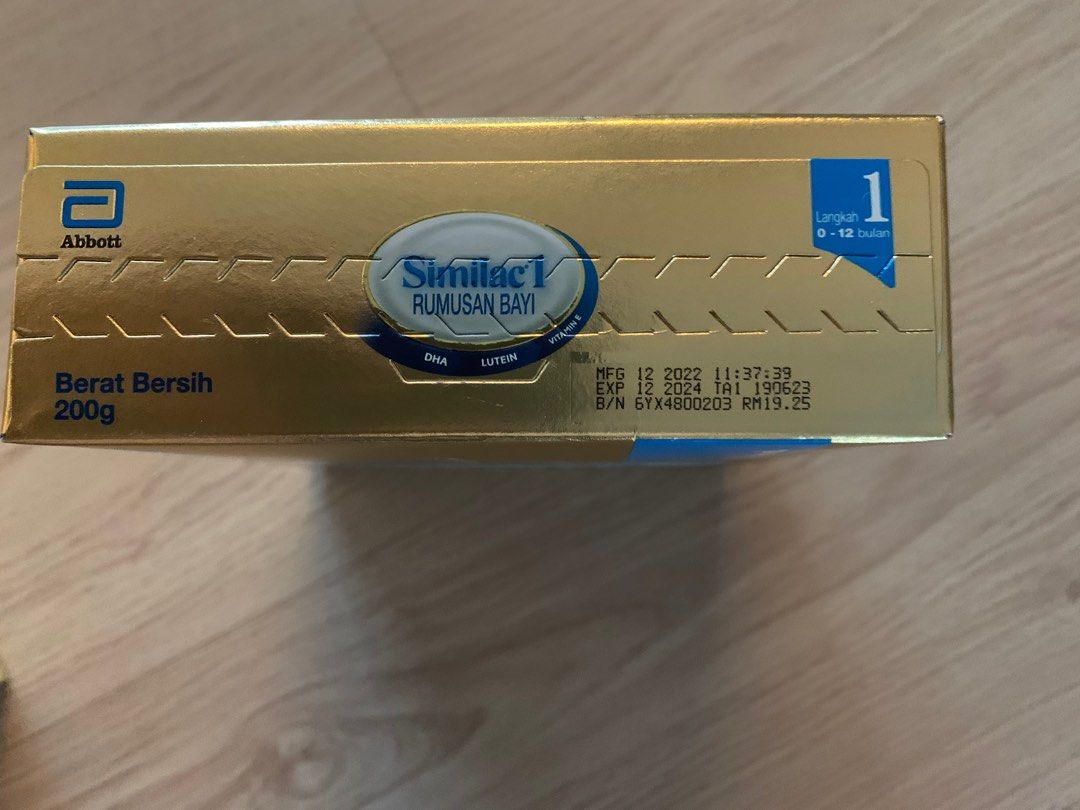 Abbott
Langkah 1
0 - 12 bulan
Similac 1
RUMUSAN BAYI
DHA LUTEIN VITAMIN E
Berat Bersih
200g
MFG 12 2022 11:37:39
EXP 12 2024 TA1 190623
B/N 6YX4800203 RM19.25